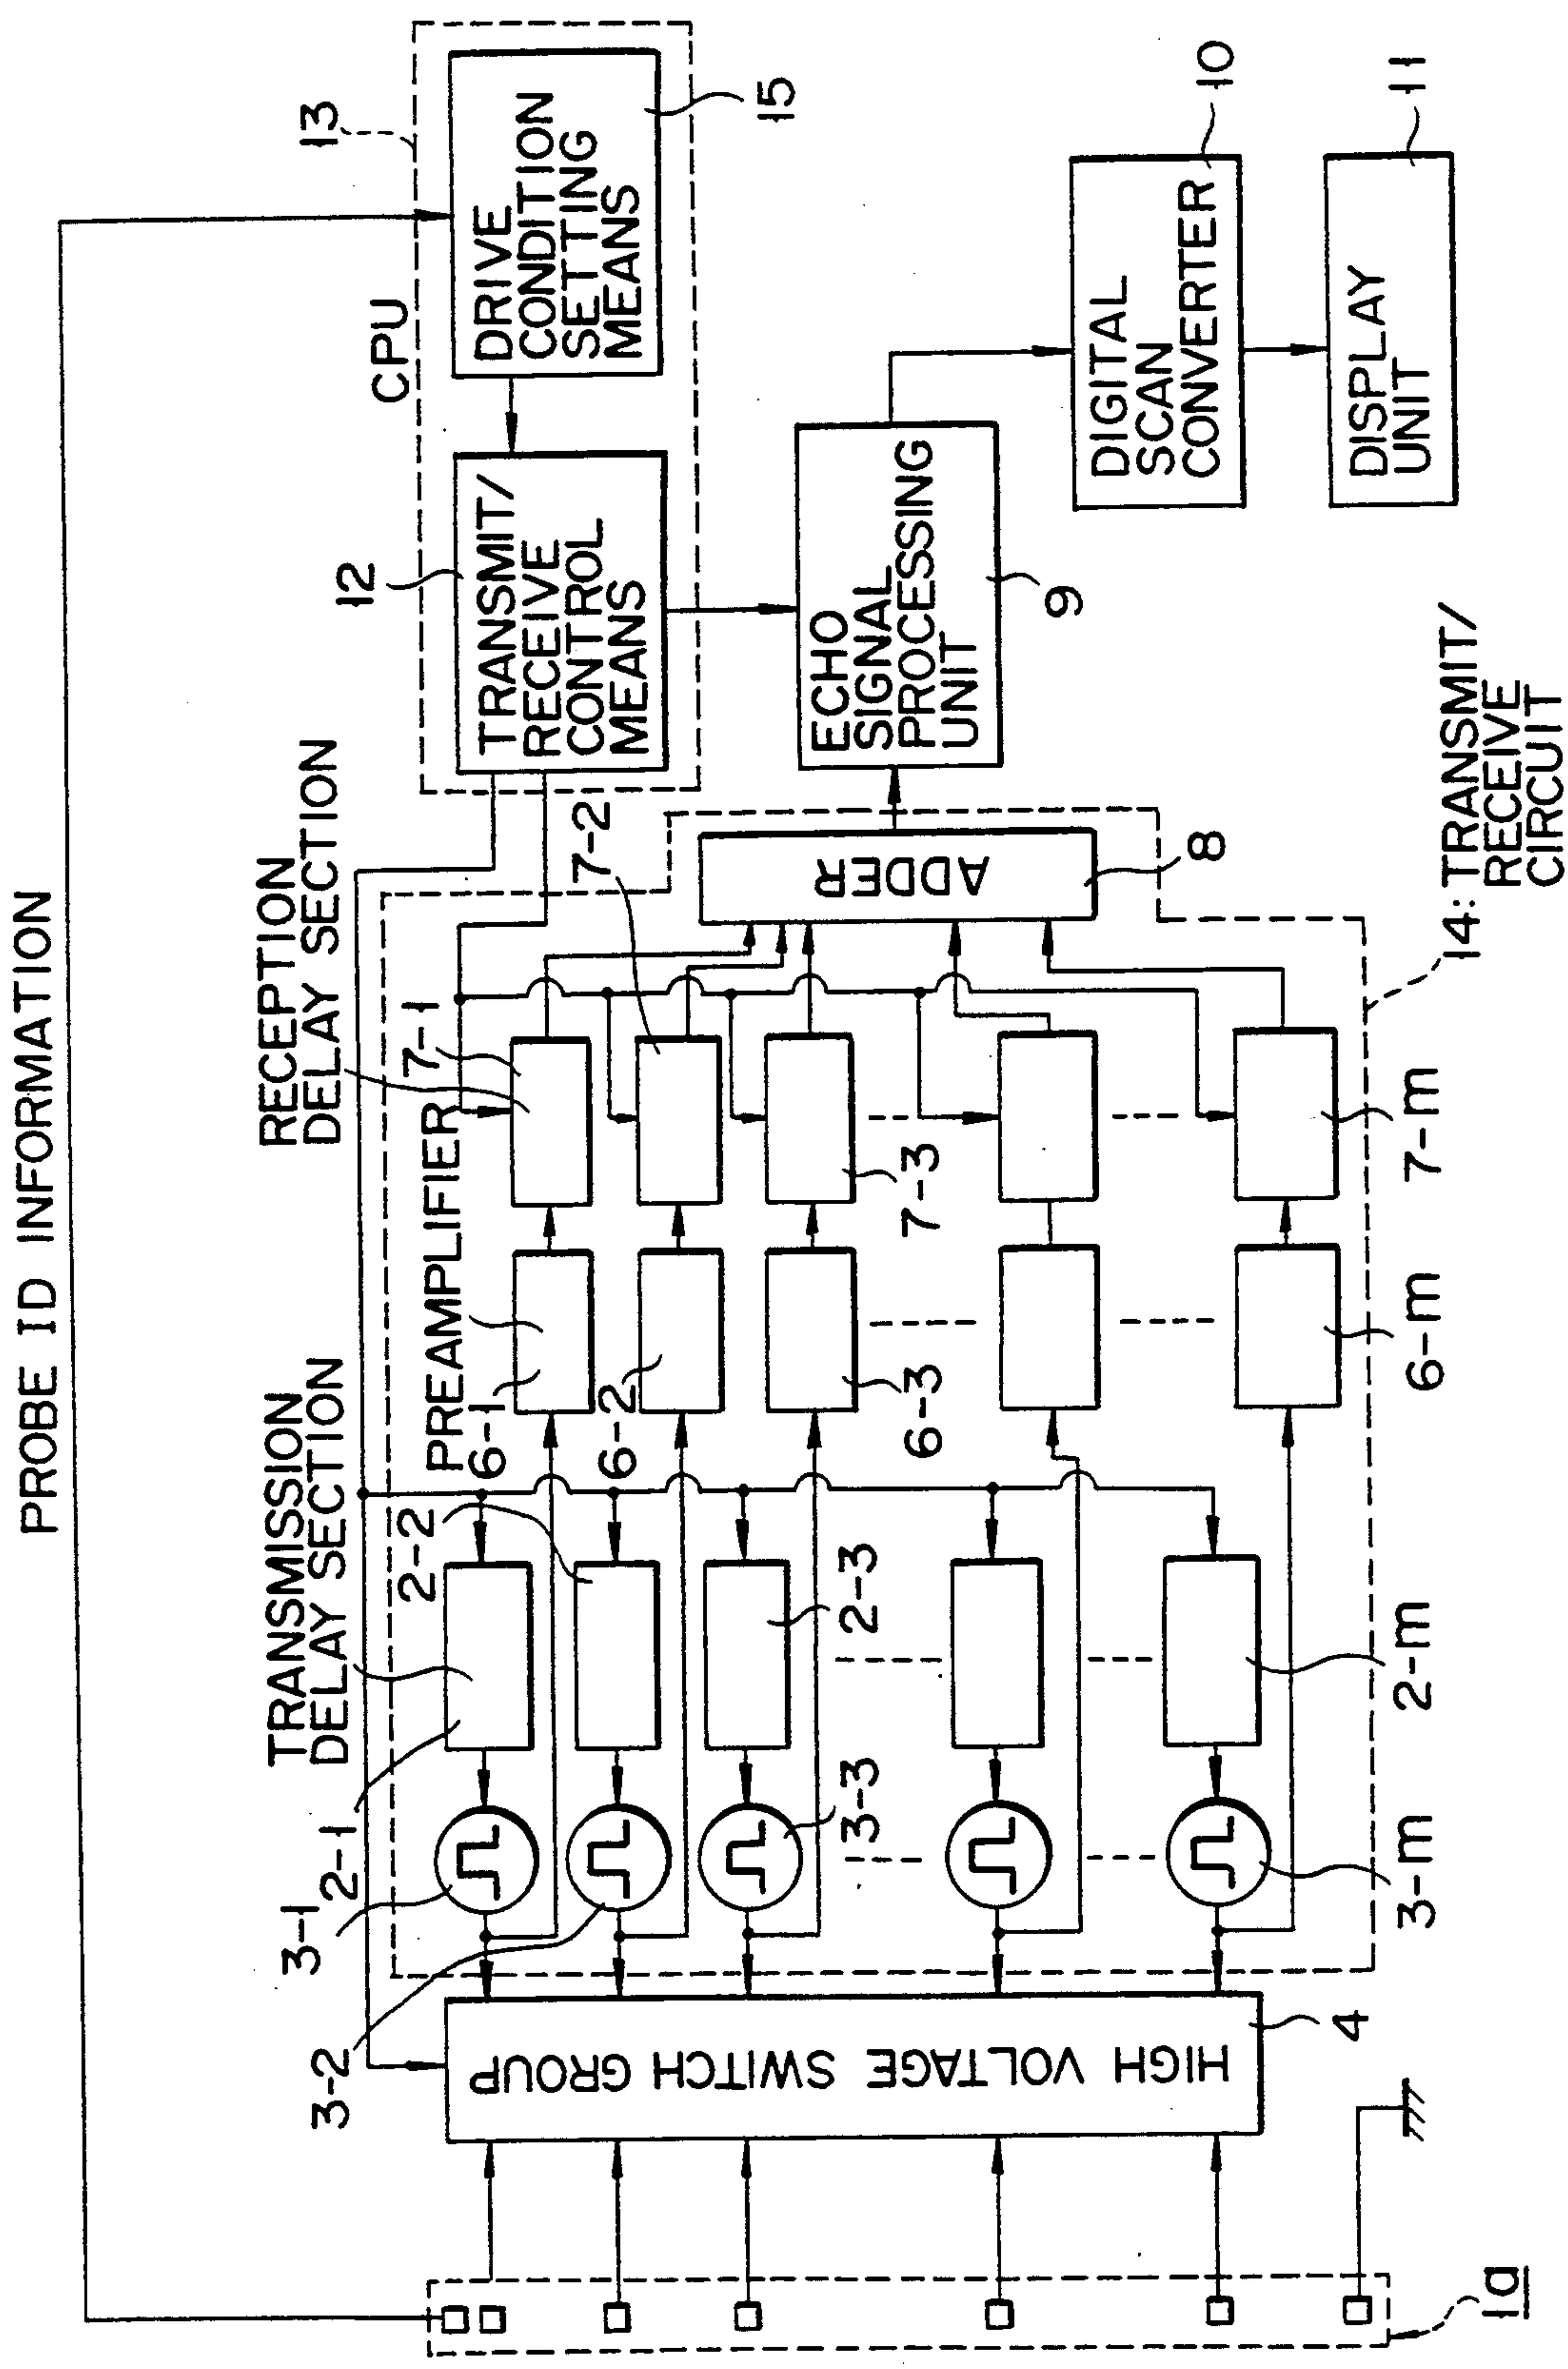 PROBE ID INFORMATION
13
CPU
DRIVE
CONDITION
SETTING
MEANS
15
12
TRANSMIT/
RECEIVE
CONTROL
MEANS
ECHO
SIGNAL
PROCESSING
UNIT
9
DIGITAL
SCAN
CONVERTER
10
DISPLAY
UNIT
11
TRANSMISSION
DELAY SECTION
RECEPTION
DELAY SECTION
PREAMPLIFIER
7-1
7-2
7-3
7-m
6-1
6-2
6-3
6-m
2-1
2-2
2-3
2-m
3-1
3-2
3-3
3-m
ADDER
8
HIGH VOLTAGE SWITCH GROUP
4
14: TRANSMIT/
RECEIVE
CIRCUIT
1a